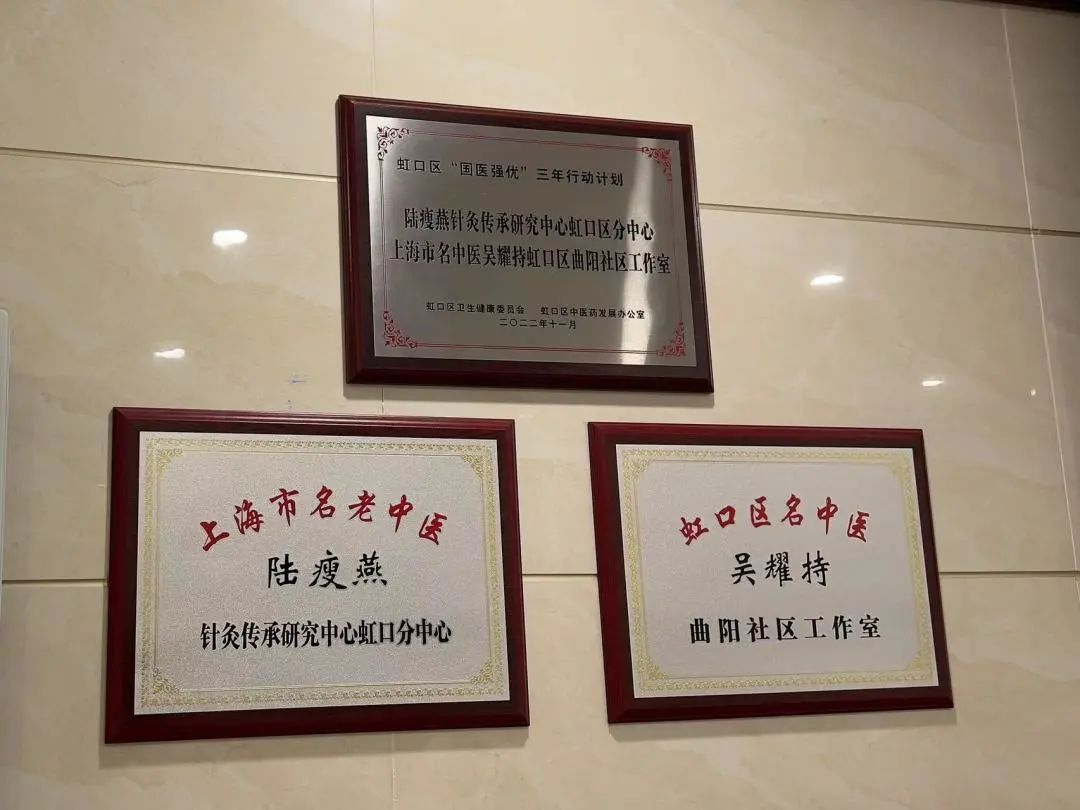 虹口区“国医强优”三年行动计划
陆瘦燕针灸传承研究中心虹口区分中心
上海市名中医吴耀持虹口区曲阳社区工作室
虹口区卫生健康委员会 虹口区中医药发展办公室
二〇二二年十一月
上海市名老中医
陆瘦燕
针灸传承研究中心虹口分中心
虹口区名中医
吴耀持
曲阳社区工作室